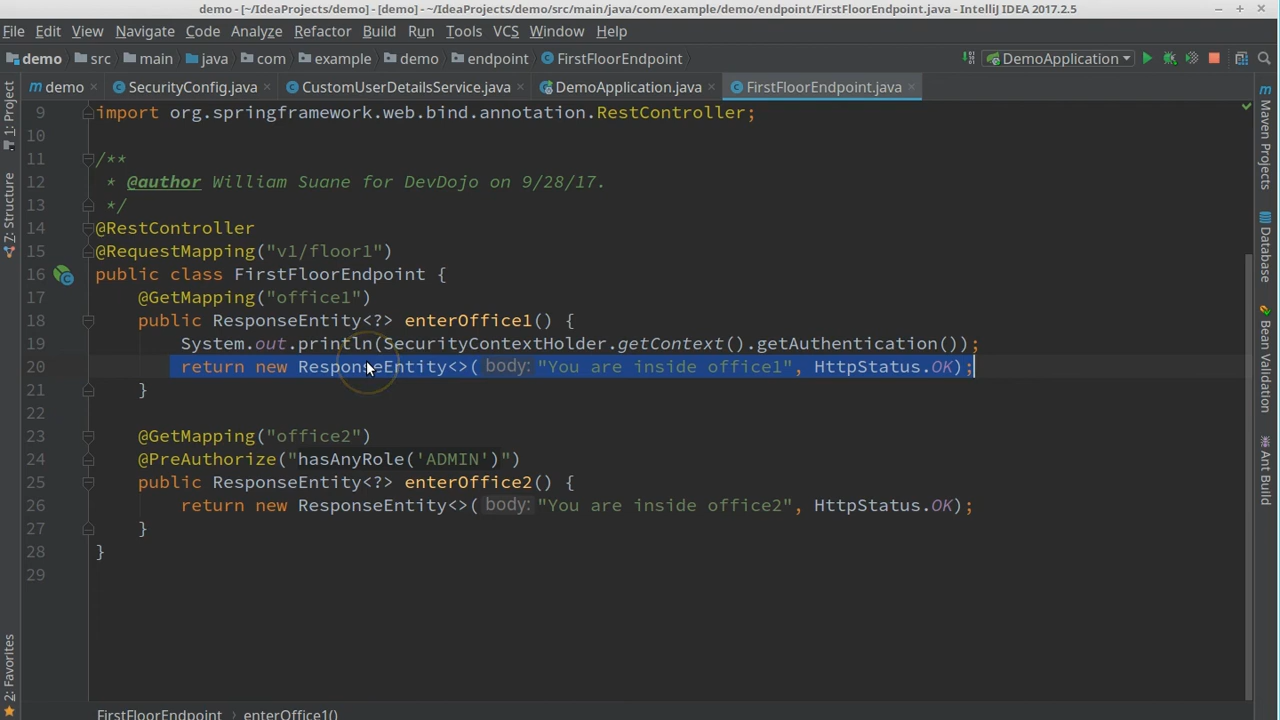 demo - [~/IdeaProjects/demo] - [demo] - ~/IdeaProjects/demo/src/main/java/com/example/demo/endpoint/FirstFloorEndpoint.java - IntelliJ IDEA 2017.2.5
File Edit View Navigate Code Analyze Refactor Build Run Tools VCS Window Help
demo src main java com example demo endpoint FirstFloorEndpoint DemoApplication
demo SecurityConfig.java CustomUserDetailsService.java DemoApplication.java FirstFloorEndpoint.java
1: Project
7: Structure
2: Favorites
9 import org.springframework.web.bind.annotation.RestController;
10
11 /**
12 * @author William Suane for DevDojo on 9/28/17.
13 */
14 @RestController
15 @RequestMapping("v1/floor1")
16 public class FirstFloorEndpoint {
17 @GetMapping("office1")
18 public ResponseEntity<?> enterOffice1() {
19 System.out.println(SecurityContextHolder.getContext().getAuthentication());
20 return new ResponseEntity<>( body: "You are inside office1", HttpStatus.OK);
21 }
22
23 @GetMapping("office2")
24 @PreAuthorize("hasAnyRole('ADMIN')")
25 public ResponseEntity<?> enterOffice2() {
26 return new ResponseEntity<>( body: "You are inside office2", HttpStatus.OK);
27 }
28 }
29
Maven Projects
Database
Bean Validation
Ant Build
FirstFloorEndpoint › enterOffice1()